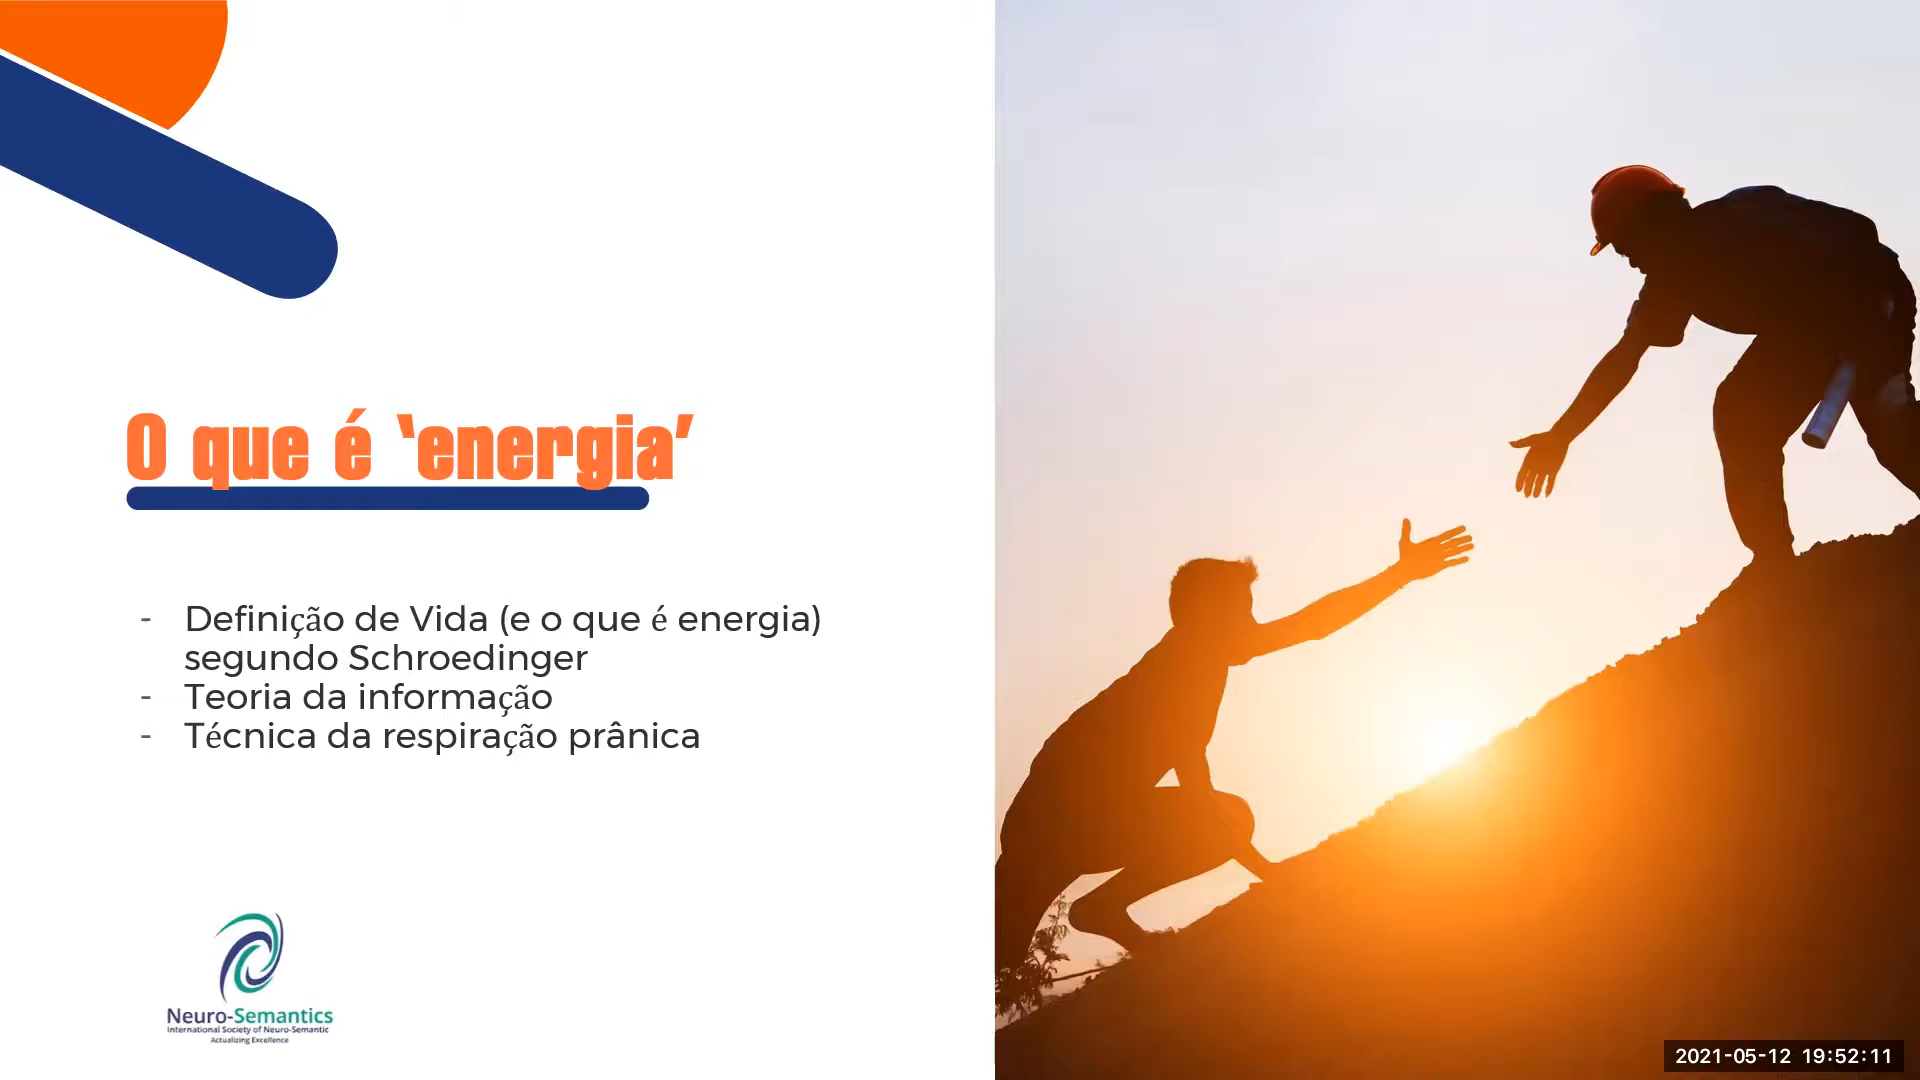 O que é ‘energia’
- Definição de Vida (e o que é energia)
segundo Schroedinger
- Teoria da informação
- Técnica da respiração prânica
Neuro-Semantics
International Society of Neuro-Semantic
Actualizing Excellence
2021-05-12 19:52:11